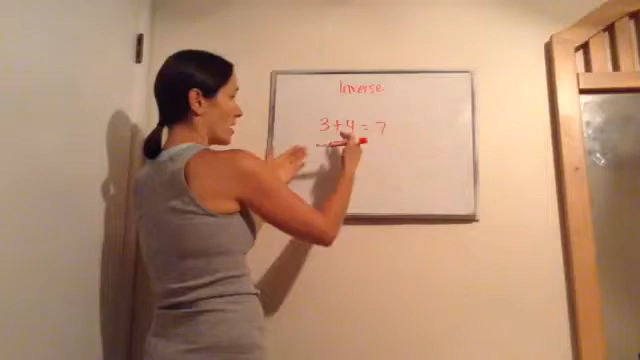 Inverse
3 + 4 = 7